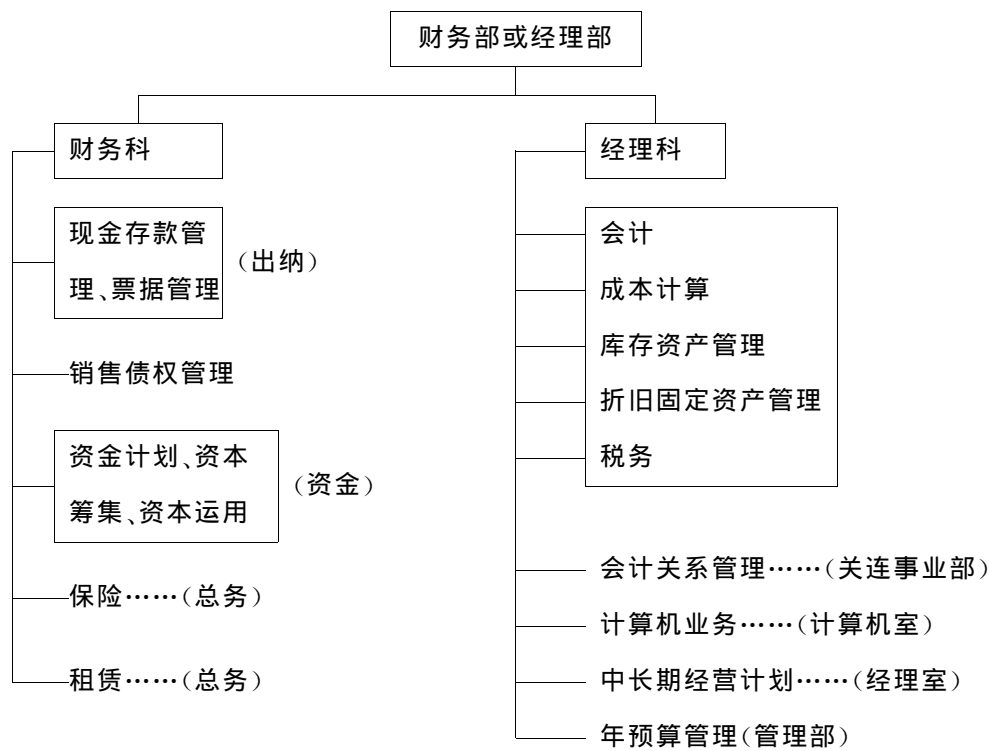 财务部或经理部
财务科
现金存款管
理、票据管理
(出纳)
销售债权管理
资金计划、资本
筹集、资本运用
(资金)
保险……(总务)
租赁……(总务)
经理科
会计
成本计算
库存资产管理
折旧固定资产管理
税务
会计关系管理……(关连事业部)
计算机业务……(计算机室)
中长期经营计划……(经理室)
年预算管理(管理部)